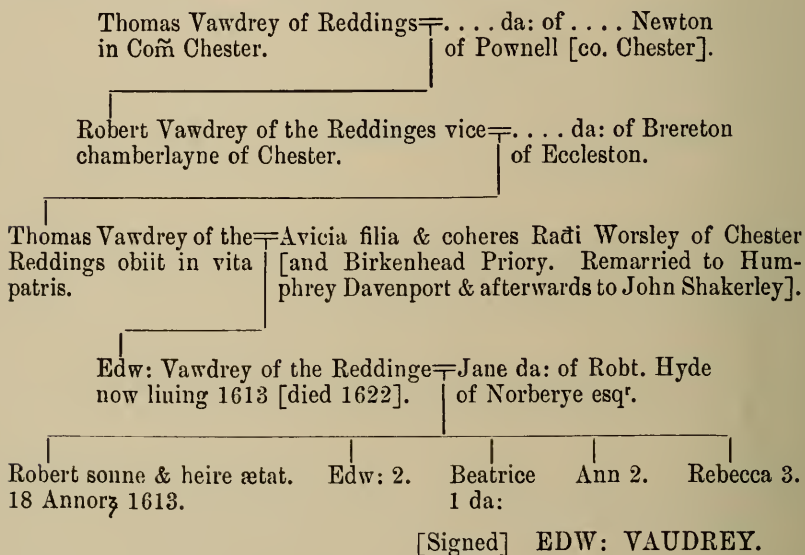 Thomas Vawdrey of Reddings=. . . . da: of . . . . Newton
in Com̃ Chester. of Pownell [co. Chester].
Robert Vawdrey of the Reddinges vice=. . . . da: of Brereton
chamberlayne of Chester. of Eccleston.
Thomas Vawdrey of the=Avicia filia & coheres Rađi Worsley of Chester
Reddings obiit in vita [and Birkenhead Priory. Remarried to Hum-
patris. phrey Davenport & afterwards to John Shakerley].
Edw: Vawdrey of the Reddinge=Jane da: of Robt. Hyde
now liuing 1613 [died 1622]. of Norberye esqʳ.
Robert sonne & heire ætat. Edw: 2. Beatrice Ann 2. Rebecca 3.
18 Annorꝫ 1613. 1 da:
[Signed] EDW: VAUDREY.